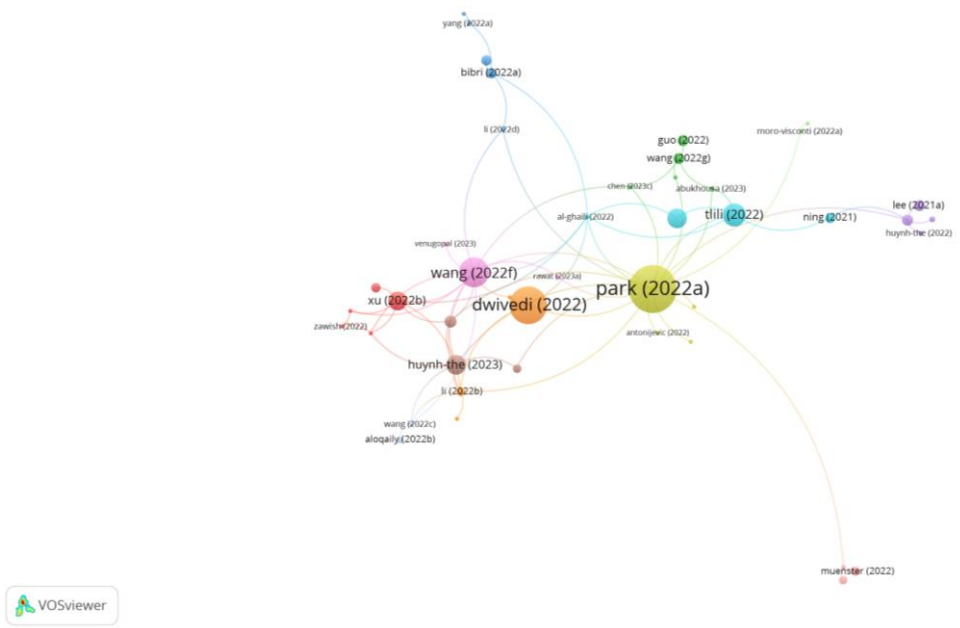 yang (2022a)
bibri (2022a)
li (2022d)
moro-visconti (2022a)
guo (2022)
wang (2022g)
chen (2023c)
abukhousa (2023)
al-ghaili (2022)
tlili (2022)
ning (2021)
lee (2021a)
huynh-the (2022)
venugopal (2023)
wang (2022f)
rawat (2023a)
park (2022a)
xu (2022b)
dwivedi (2022)
zawish (2022)
antonijevic (2022)
huynh-the (2023)
li (2022b)
wang (2022c)
aloqaily (2022b)
muenster (2022)
VOSviewer